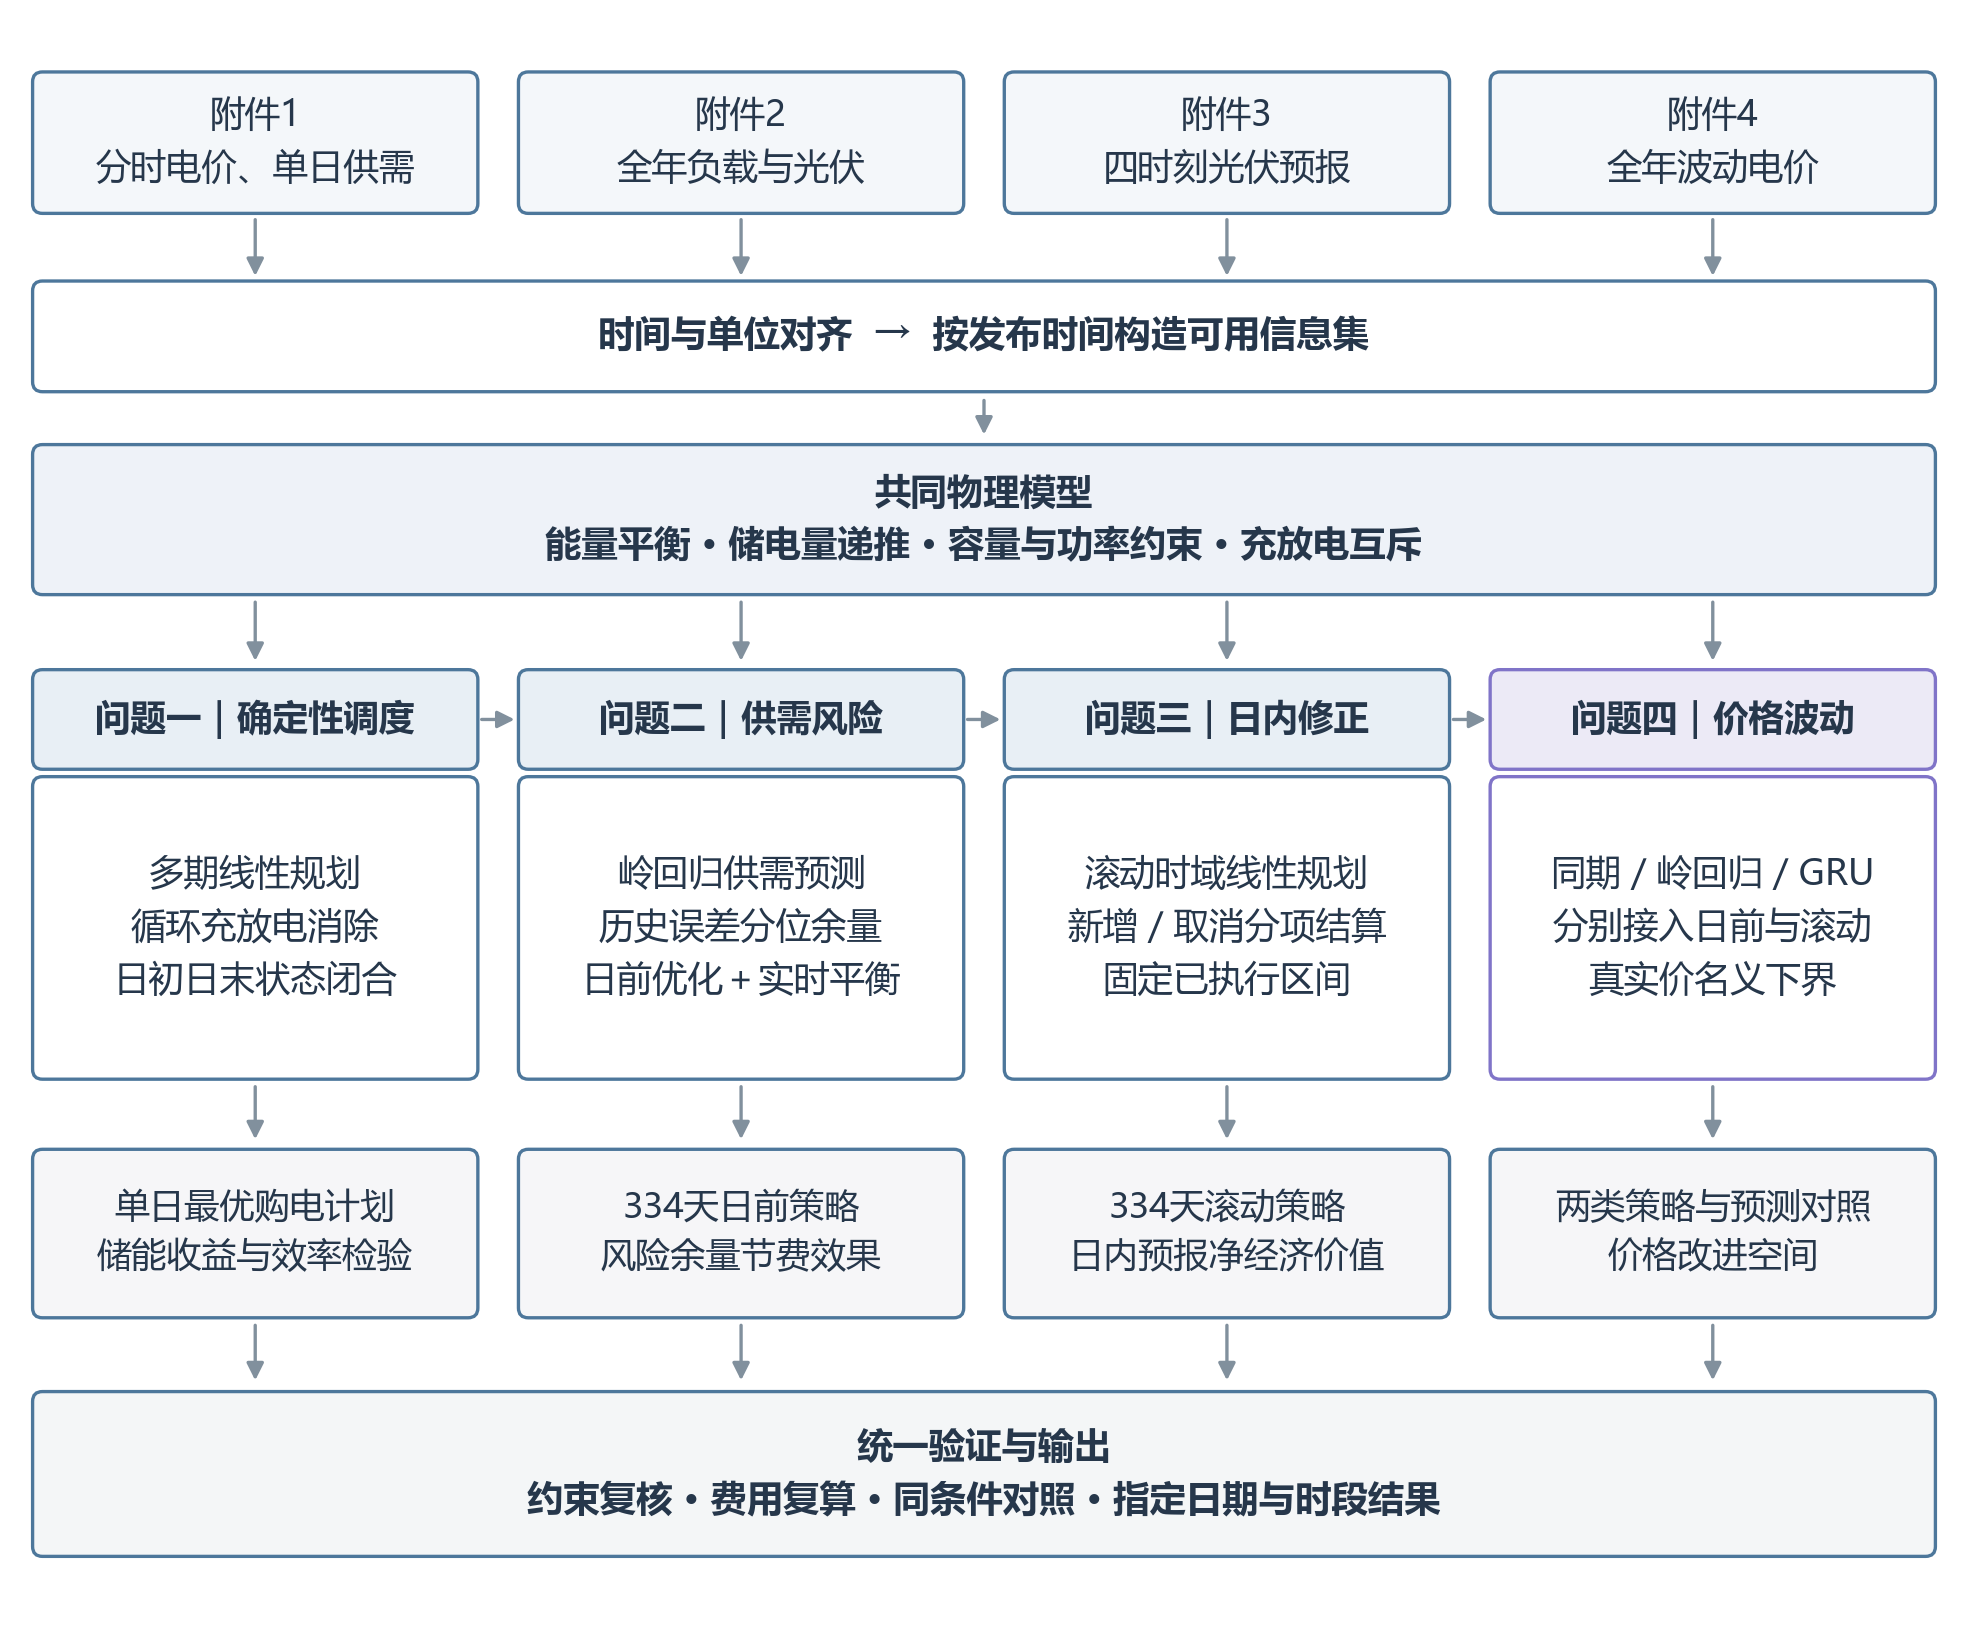 附件1
分时电价、单日供需
附件2
全年负载与光伏
附件3
四时刻光伏预报
附件4
全年波动电价
时间与单位对齐 → 按发布时间构造可用信息集
共同物理模型
能量平衡 • 储电量递推 • 容量与功率约束 • 充放电互斥
问题一｜确定性调度
问题二｜供需风险
问题三｜日内修正
问题四｜价格波动
多期线性规划
循环充放电消除
日初日末状态闭合
岭回归供需预测
历史误差分位余量
日前优化 + 实时平衡
滚动时域线性规划
新增 / 取消分项结算
固定已执行区间
同期 / 岭回归 / GRU
分别接入日前与滚动
真实价名义下界
单日最优购电计划
储能收益与效率检验
334天日前策略
风险余量节费效果
334天滚动策略
日内预报净经济价值
两类策略与预测对照
价格改进空间
统一验证与输出
约束复核 • 费用复算 • 同条件对照 • 指定日期与时段结果